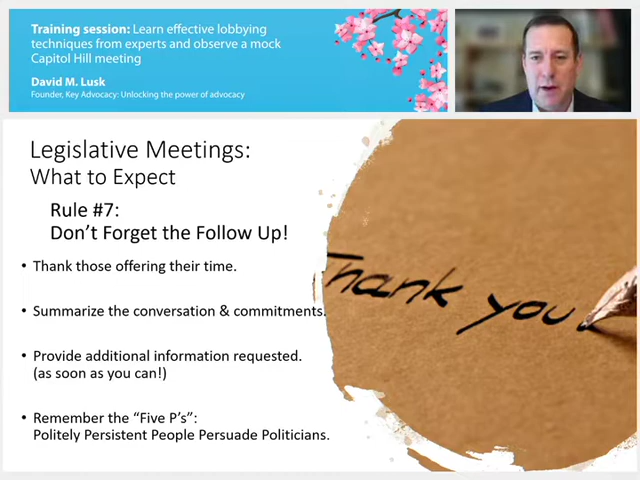 Training session: Learn effective lobbying
techniques from experts and observe a mock
Capitol Hill meeting
David M. Lusk
Founder, Key Advocacy: Unlocking the power of advocacy
Legislative Meetings:
What to Expect
Rule #7:
Don't Forget the Follow Up!
• Thank those offering their time.
• Summarize the conversation & commitments.
• Provide additional information requested.
(as soon as you can!)
• Remember the “Five P's”:
Politely Persistent People Persuade Politicians.
Thank you